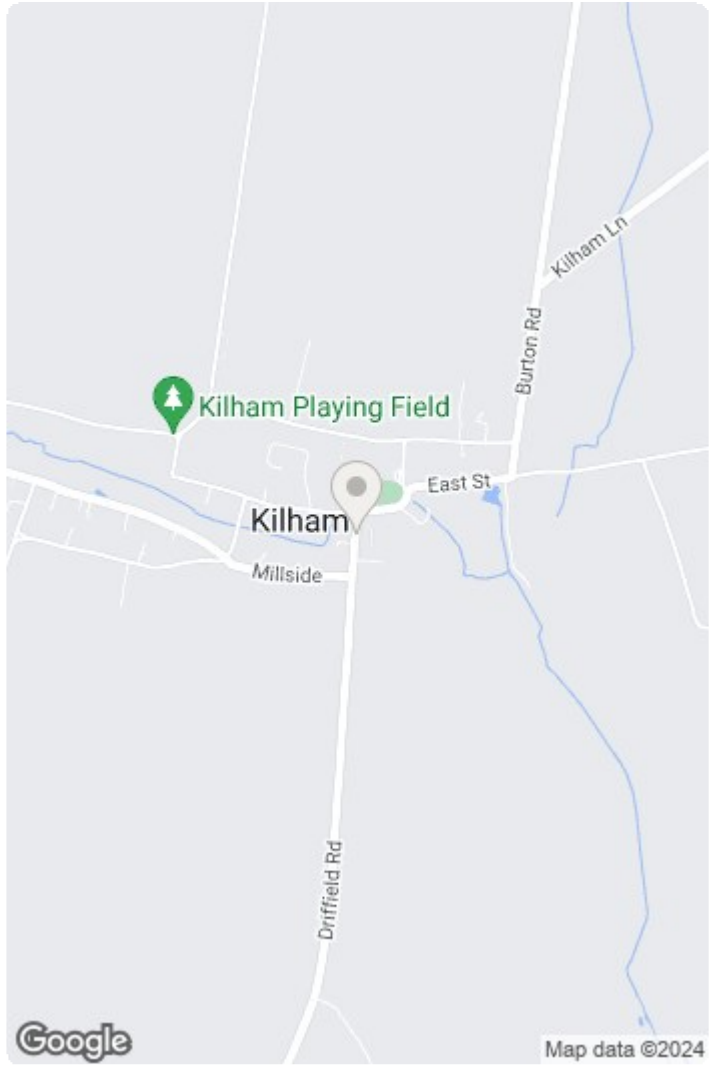 Kilham Ln
Burton Rd
Kilham Playing Field
East St
Kilham
Millside
Driffield Rd
Google
Map data ©2024